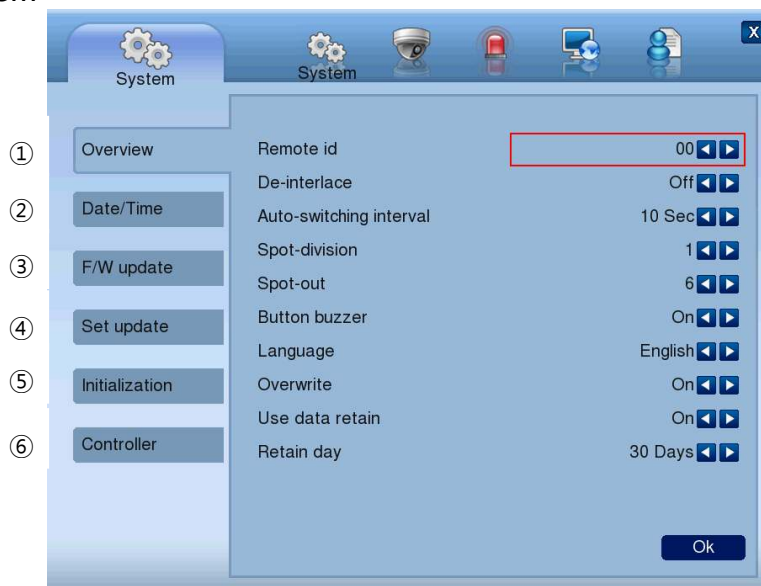 X
System System
① Overview
② Date/Time
③ F/W update
④ Set update
⑤ Initialization
⑥ Controller
Remote id 00
De-interlace Off
Auto-switching interval 10 Sec
Spot-division 1
Spot-out 6
Button buzzer On
Language English
Overwrite On
Use data retain On
Retain day 30 Days
Ok